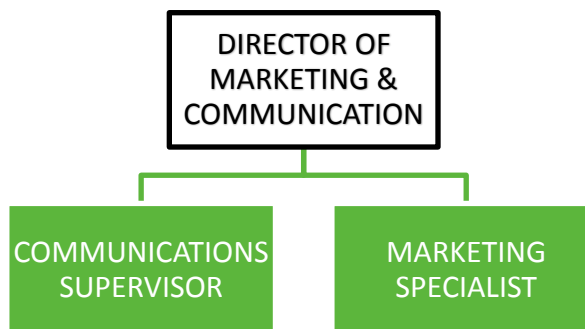 DIRECTOR OF
MARKETING &
COMMUNICATION
COMMUNICATIONS
SUPERVISOR
MARKETING
SPECIALIST